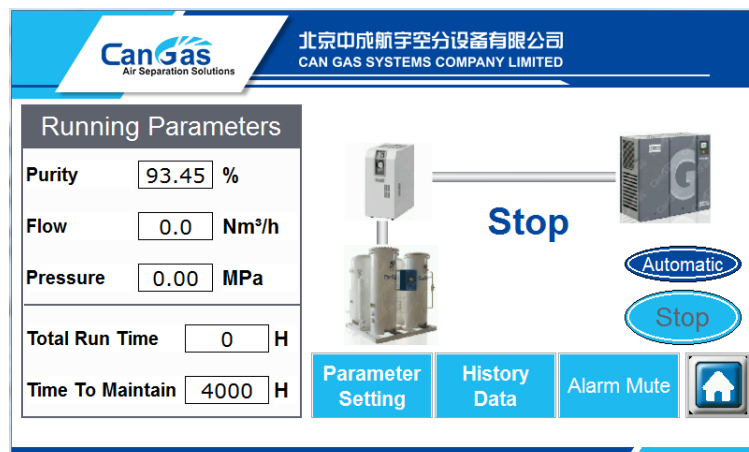 CanGas
Air Separation Solutions
北京中成航宇空分设备有限公司
CAN GAS SYSTEMS COMPANY LIMITED
Running Parameters
Purity 93.45 %
Flow 0.0 Nm³/h
Pressure 0.00 MPa
Total Run Time 0 H
Time To Maintain 4000 H
Stop
G
Automatic
Stop
Parameter
Setting
History
Data
Alarm Mute